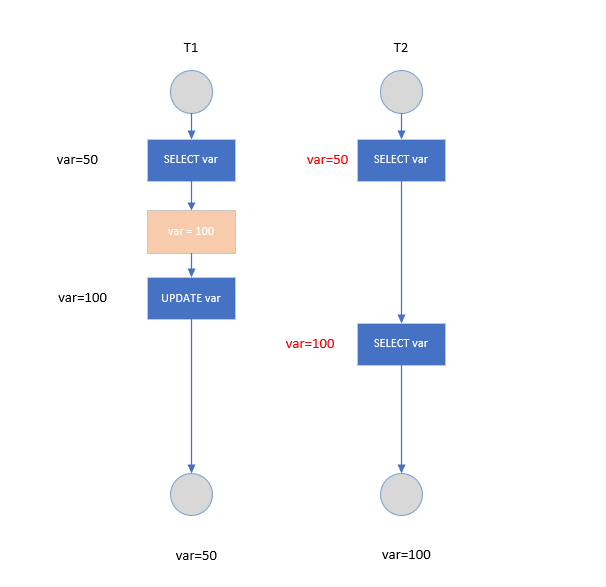 T1 T2
var=50 SELECT var var=50 SELECT var
var = 100
var=100 UPDATE var
var=100 SELECT var
var=50 var=100